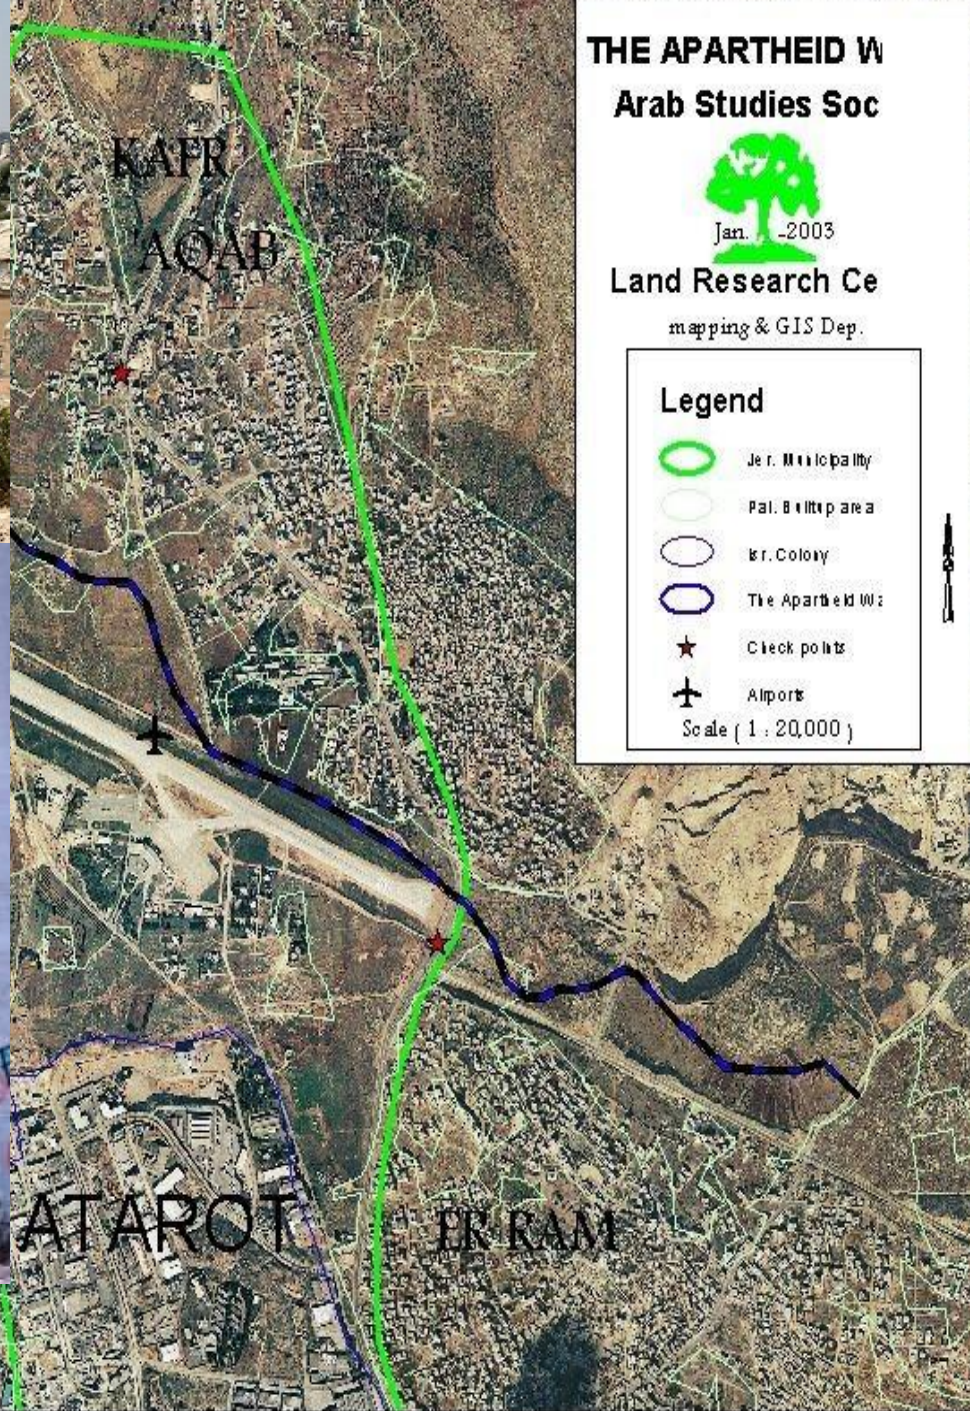 THE APARTHEID W
Arab Studies Soc
Jan. -2003
Land Research Ce
mapping & GIS Dep.
Legend
Jer. Municipality
Pal. Builtup area
Isr. Colony
The Apartheid Wa
Check points
Airports
Scale ( 1 : 20,000 )
KAFR
'AQAB
ATAROT
ER RAM